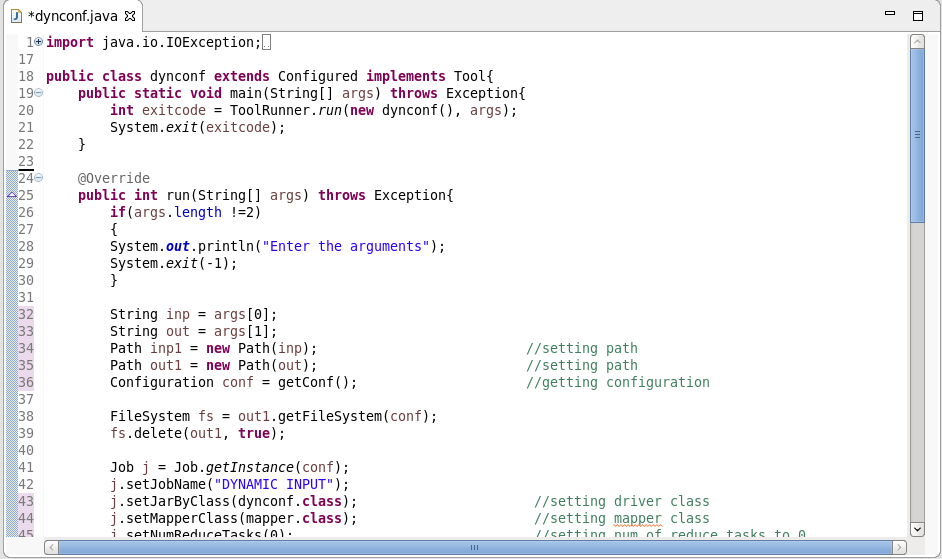 *dynconf.java
1 import java.io.IOException;
17
18 public class dynconf extends Configured implements Tool{
19 public static void main(String[] args) throws Exception{
20 int exitcode = ToolRunner.run(new dynconf(), args);
21 System.exit(exitcode);
22 }
23
24 @Override
25 public int run(String[] args) throws Exception{
26 if(args.length !=2)
27 {
28 System.out.println("Enter the arguments");
29 System.exit(-1);
30 }
31
32 String inp = args[0];
33 String out = args[1];
34 Path inp1 = new Path(inp); //setting path
35 Path out1 = new Path(out); //setting path
36 Configuration conf = getConf(); //getting configuration
37
38 FileSystem fs = out1.getFileSystem(conf);
39 fs.delete(out1, true);
40
41 Job j = Job.getInstance(conf);
42 j.setJobName("DYNAMIC INPUT");
43 j.setJarByClass(dynconf.class); //setting driver class
44 j.setMapperClass(mapper.class); //setting mapper class
45 j.setNumReduceTasks(0); //setting num of reduce tasks to 0